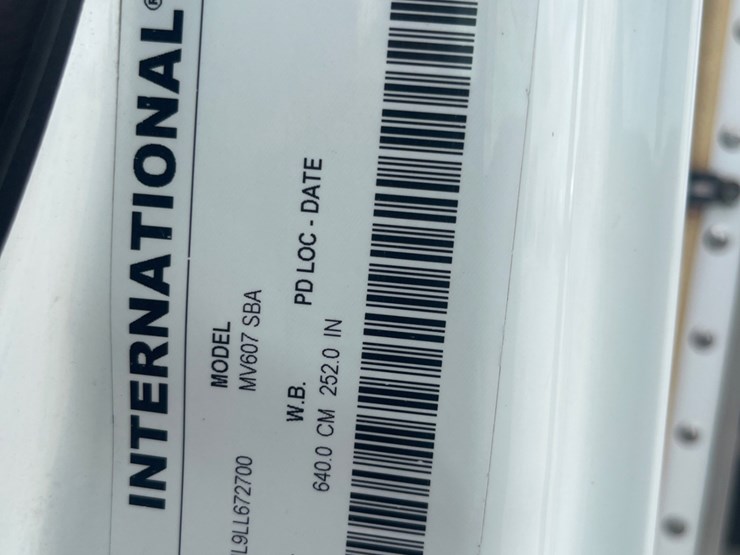 INTERNATIONAL®
MODEL
L9LL672700 MV607 SBA
W.B. PD LOC - DATE
640.0 CM 252.0 IN